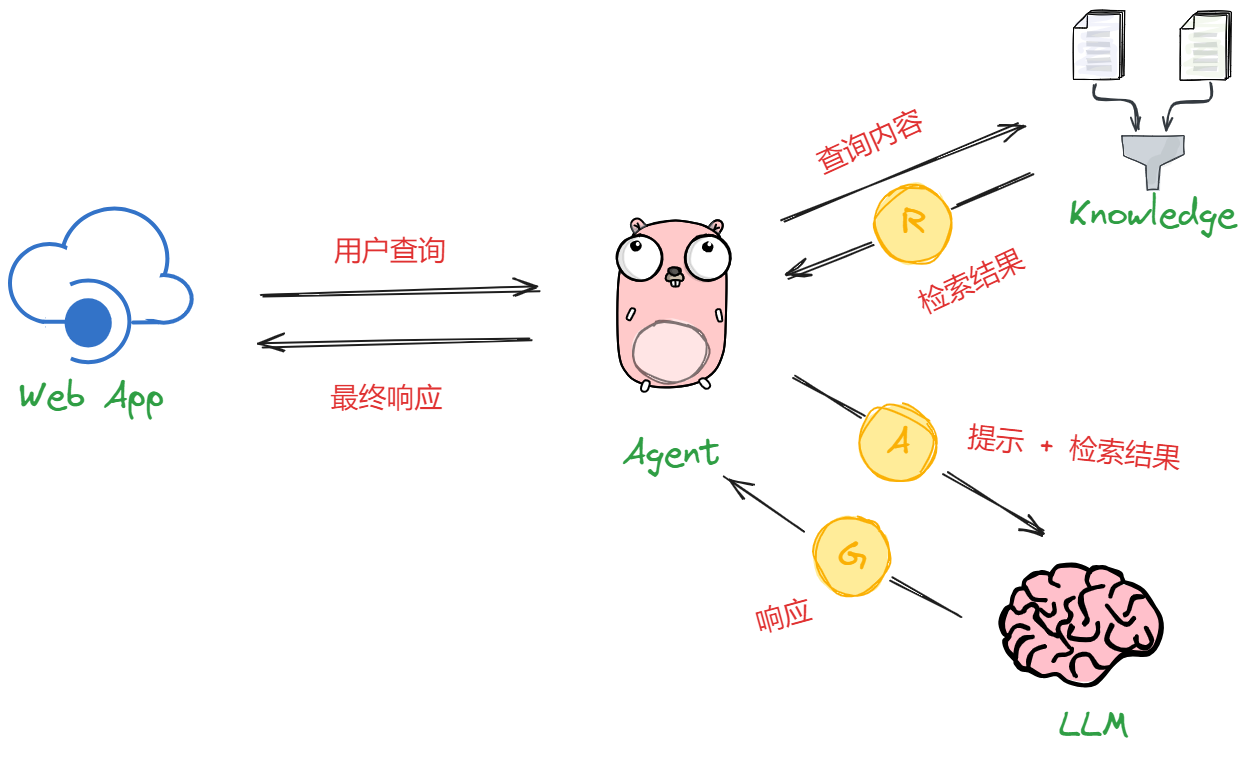 查询内容
R
Knowledge
用户查询
检索结果
Web App
最终响应
Agent
A
提示 + 检索结果
G
响应
LLM